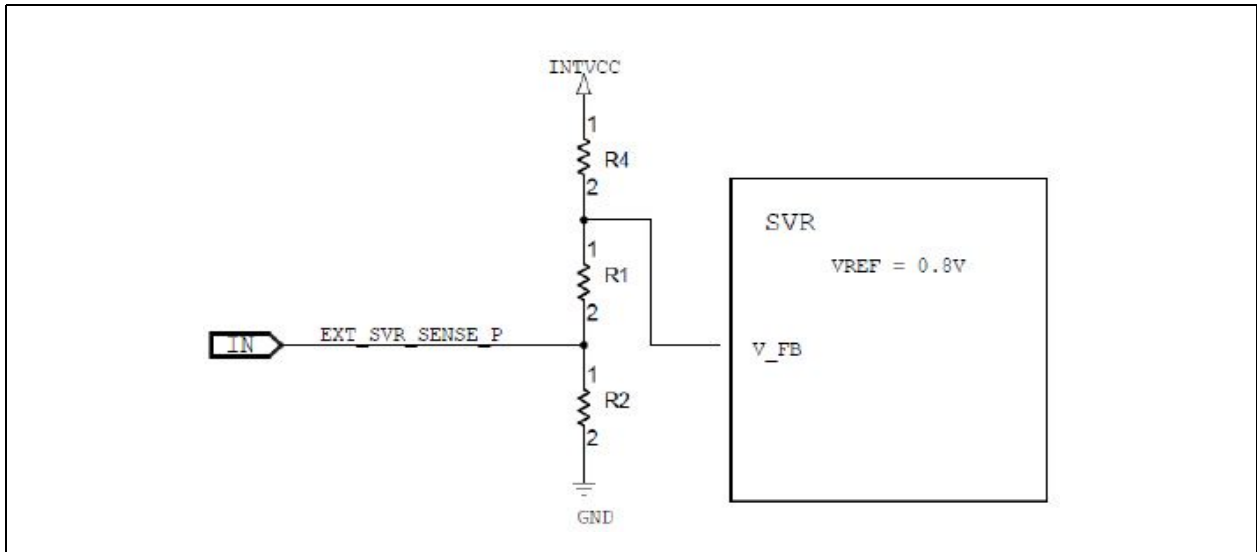 INTVCC
1
R4
2
SVR
VREF = 0.8V
1
R1
2
IN
EXT_SVR_SENSE_P
V_FB
1
R2
2
GND